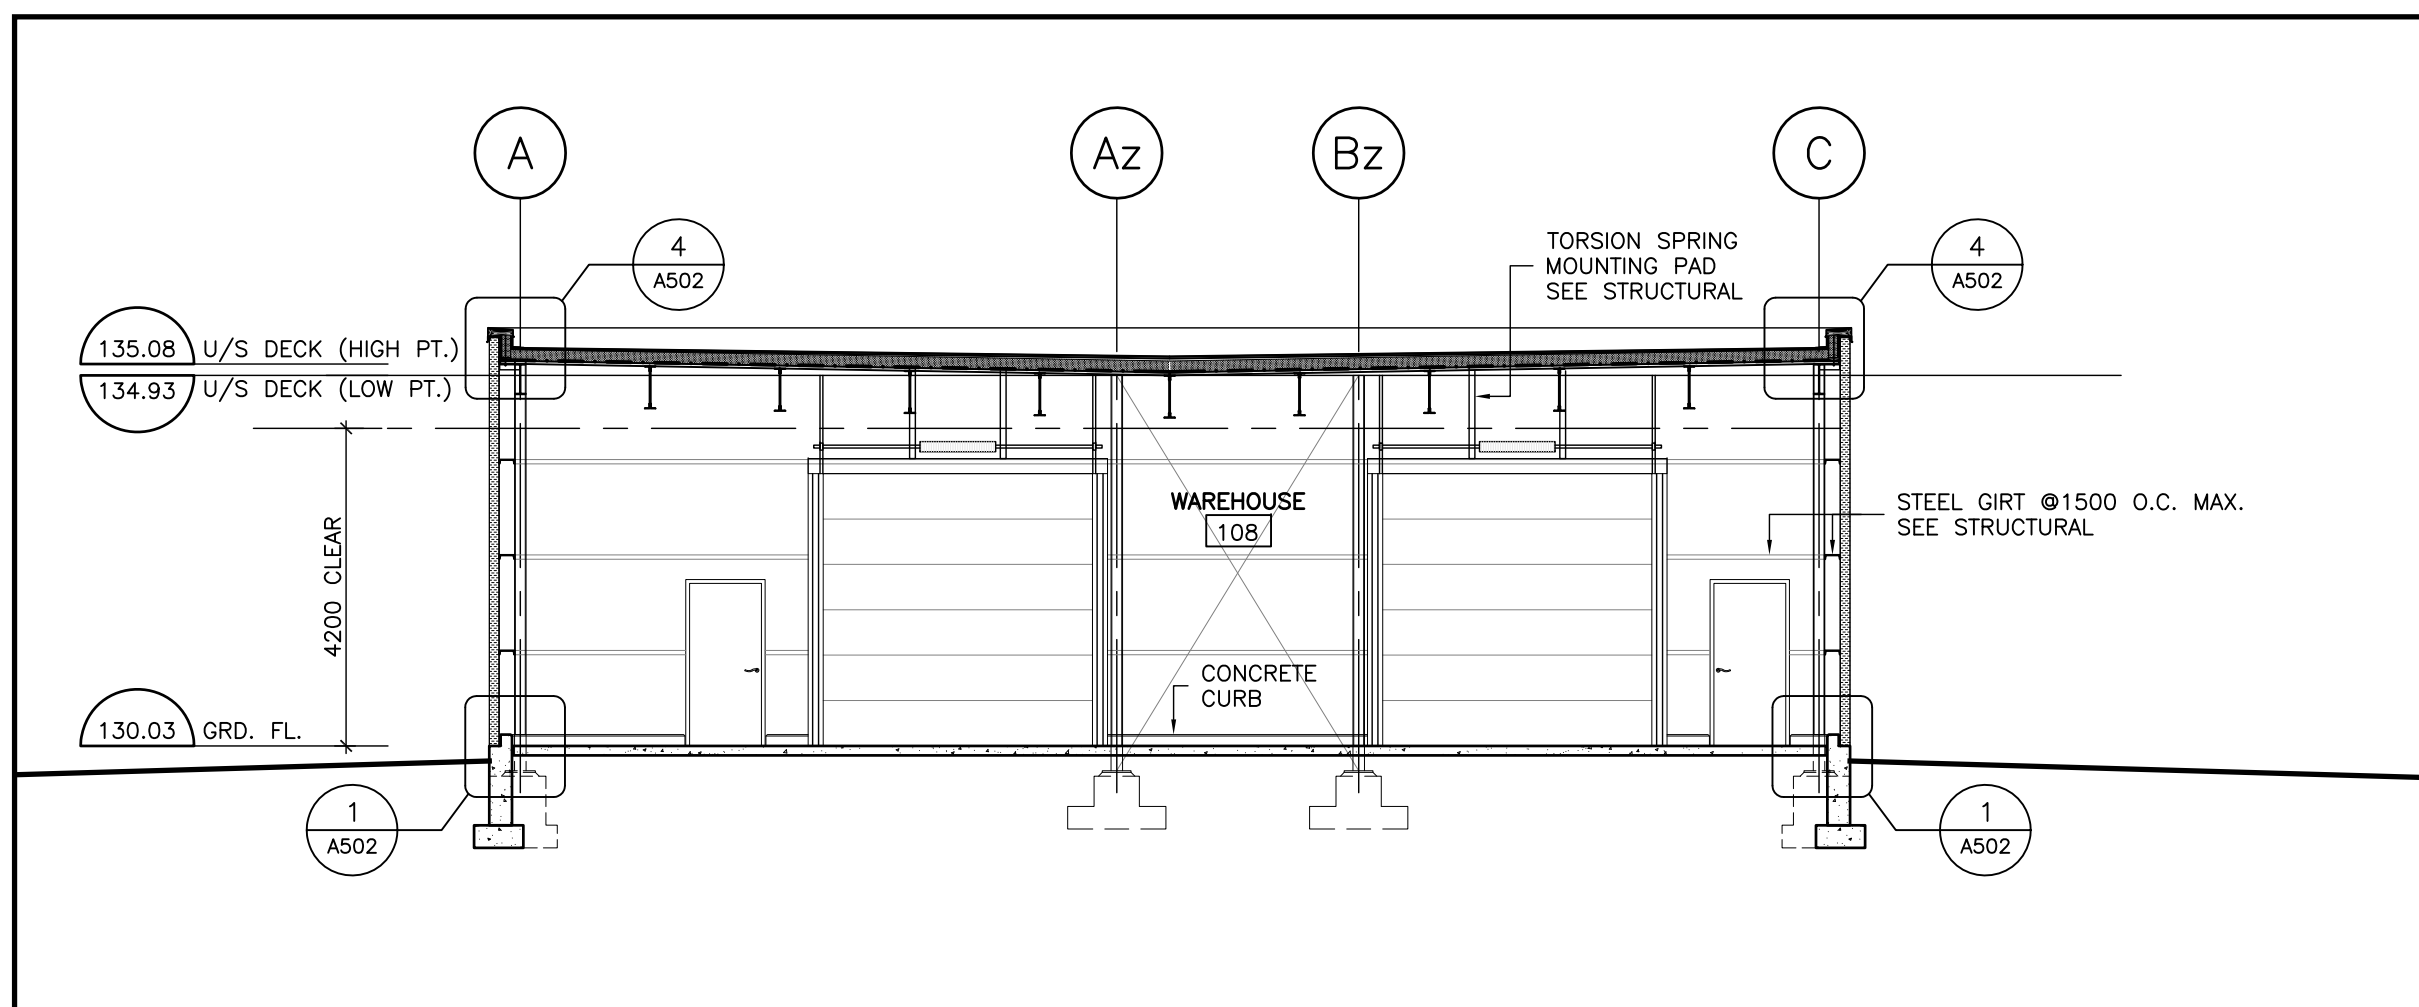 A
Az
Bz
C
4
A502
TORSION SPRING
MOUNTING PAD
SEE STRUCTURAL
4
A502
135.08 U/S DECK (HIGH PT.)
134.93 U/S DECK (LOW PT.)
4200 CLEAR
WAREHOUSE
108
STEEL GIRT @1500 O.C. MAX.
SEE STRUCTURAL
CONCRETE
CURB
130.03 GRD. FL.
1
A502
1
A502